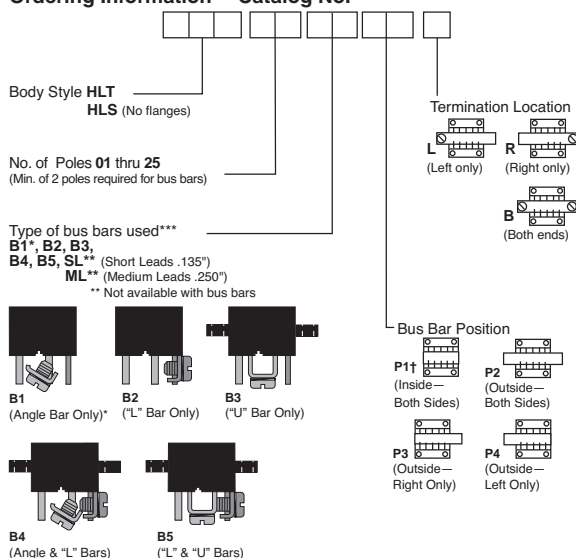 Body Style HLT
HLS (No flanges)
No. of Poles 01 thru 25
(Min. of 2 poles required for bus bars)
Type of bus bars used***
B1*, B2, B3,
B4, B5, SL** (Short Leads .135")
ML** (Medium Leads .250")
** Not available with bus bars
B1
(Angle Bar Only)*
B2
("L" Bar Only)
B3
("U" Bar Only)
B4
(Angle & "L" Bars)
B5
("L" & "U" Bars)
Termination Location
L
(Left only)
R
(Right only)
B
(Both ends)
Bus Bar Position
P1†
(Inside—
Both Sides)
P2
(Outside—
Both Sides)
P3
(Outside—
Right Only)
P4
(Outside—
Left Only)